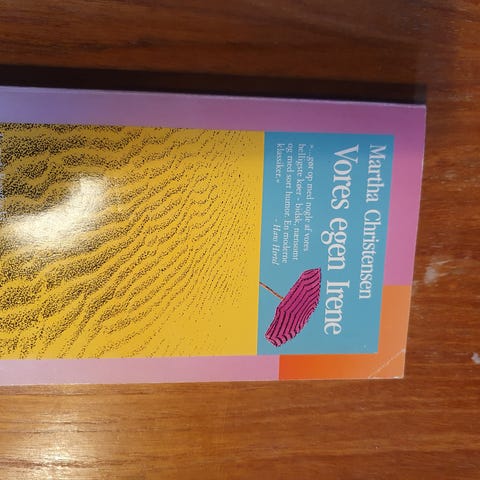 Martha Christensen
Vores egen Irene
"...gør op med nogle af vores
helligste køer - bidsk, nænsomt
og med sort humor. En moderne
klassiker.«
- Hans Hertel